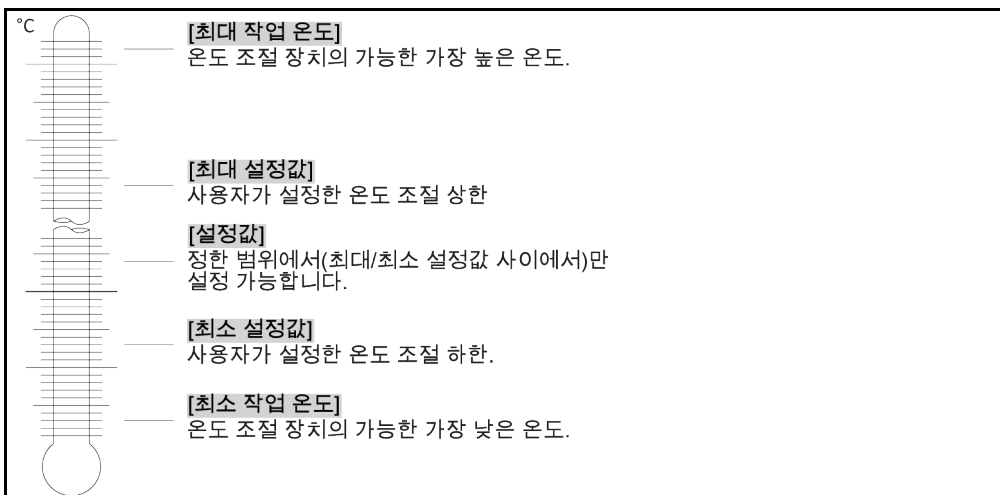 °C
[최대 작업 온도]
온도 조절 장치의 가능한 가장 높은 온도.
[최대 설정값]
사용자가 설정한 온도 조절 상한
[설정값]
정한 범위에서(최대/최소 설정값 사이에서)만
설정 가능합니다.
[최소 설정값]
사용자가 설정한 온도 조절 하한.
[최소 작업 온도]
온도 조절 장치의 가능한 가장 낮은 온도.